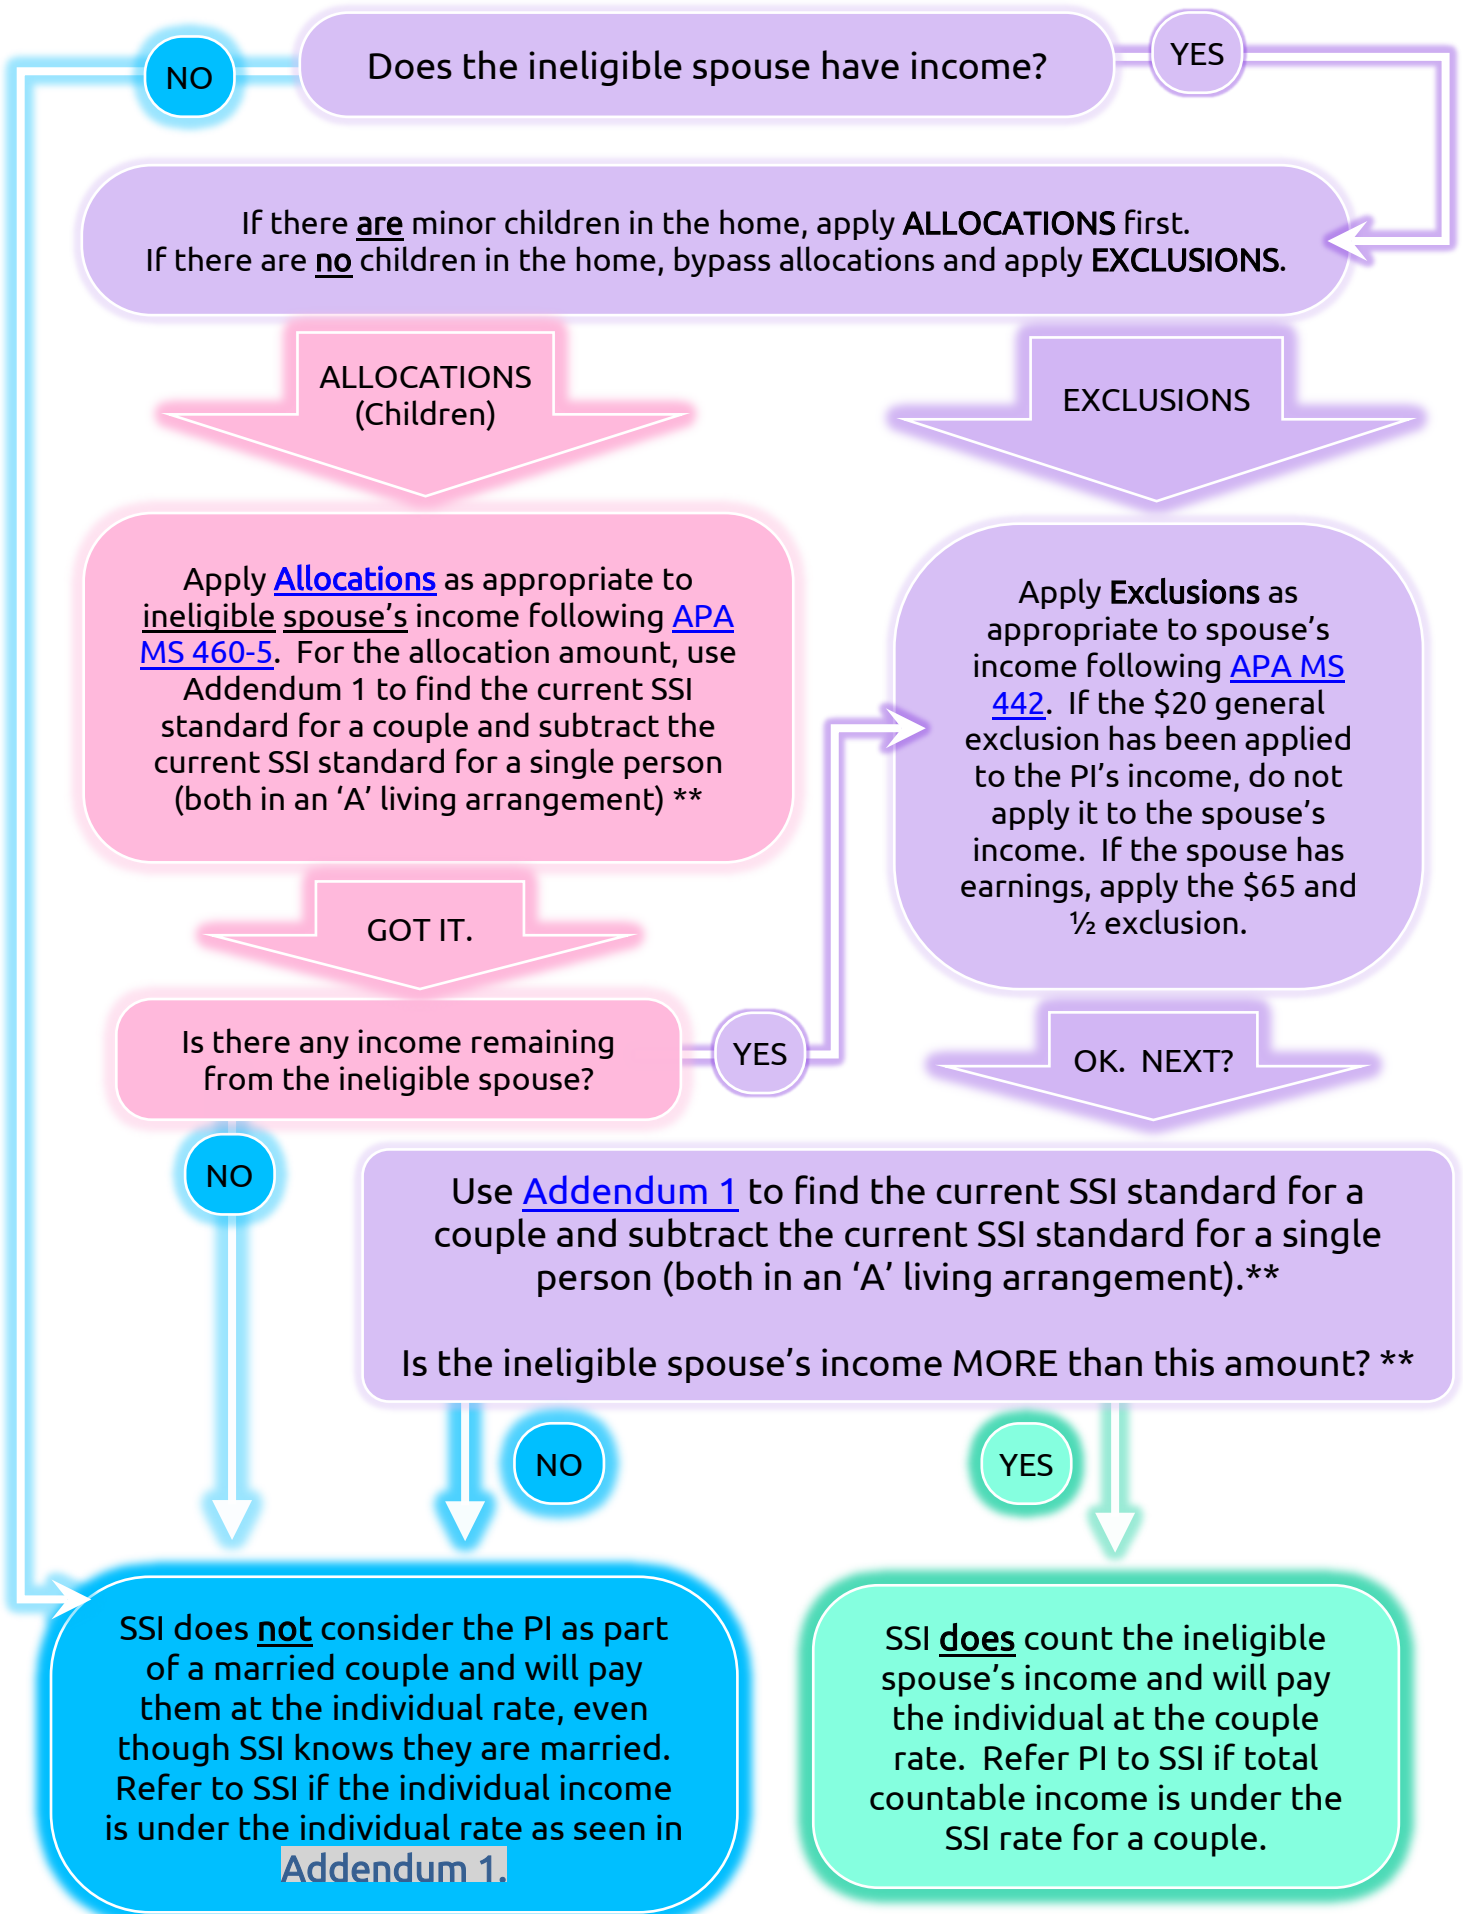 Does the ineligible spouse have income?
NO
YES
If there are minor children in the home, apply ALLOCATIONS first.
If there are no children in the home, bypass allocations and apply EXCLUSIONS.
ALLOCATIONS
(Children)
EXCLUSIONS
Apply Allocations as appropriate to
ineligible spouse’s income following APA
MS 460-5.  For the allocation amount, use
Addendum 1 to find the current SSI
standard for a couple and subtract the
current SSI standard for a single person
(both in an ‘A’ living arrangement) **
Apply Exclusions as
appropriate to spouse’s
income following APA MS
442.  If the $20 general
exclusion has been applied
to the PI’s income, do not
apply it to the spouse’s
income.  If the spouse has
earnings, apply the $65 and
½ exclusion.
GOT IT.
Is there any income remaining
from the ineligible spouse?
YES
OK.  NEXT?
NO
Use Addendum 1 to find the current SSI standard for a
couple and subtract the current SSI standard for a single
person (both in an ‘A’ living arrangement).**
Is the ineligible spouse’s income MORE than this amount? **
NO
YES
SSI does not consider the PI as part
of a married couple and will pay
them at the individual rate, even
though SSI knows they are married.
Refer to SSI if the individual income
is under the individual rate as seen in
Addendum 1.
SSI does count the ineligible
spouse’s income and will pay
the individual at the couple
rate.  Refer PI to SSI if total
countable income is under the
SSI rate for a couple.